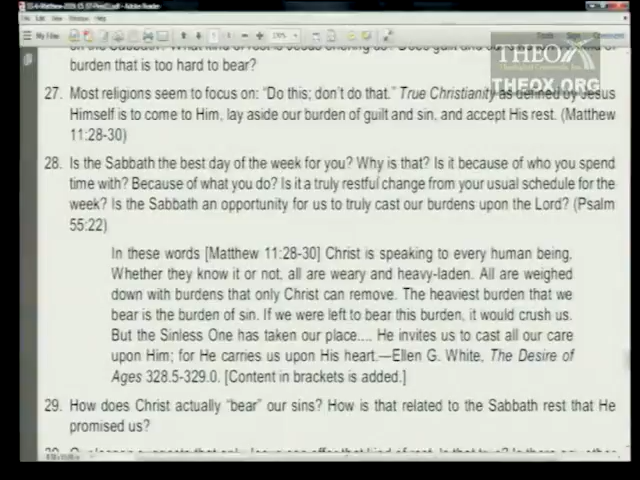 Adobe Reader
THEOX
THEOX.ORG
burden that is too hard to bear?
27. Most religions seem to focus on: "Do this; don't do that." True Christianity as defined by Jesus
Himself is to come to Him, lay aside our burden of guilt and sin, and accept His rest. (Matthew
11:28-30)
28. Is the Sabbath the best day of the week for you? Why is that? Is it because of who you spend
time with? Because of what you do? Is it a truly restful change from your usual schedule for the
week? Is the Sabbath an opportunity for us to truly cast our burdens upon the Lord? (Psalm
55:22)
In these words [Matthew 11:28-30] Christ is speaking to every human being.
Whether they know it or not, all are weary and heavy-laden. All are weighed
down with burdens that only Christ can remove. The heaviest burden that we
bear is the burden of sin. If we were left to bear this burden, it would crush us.
But the Sinless One has taken our place.... He invites us to cast all our care
upon Him; for He carries us upon His heart.—Ellen G. White, The Desire of
Ages 328.5-329.0. [Content in brackets is added.]
29. How does Christ actually "bear" our sins? How is that related to the Sabbath rest that He
promised us?